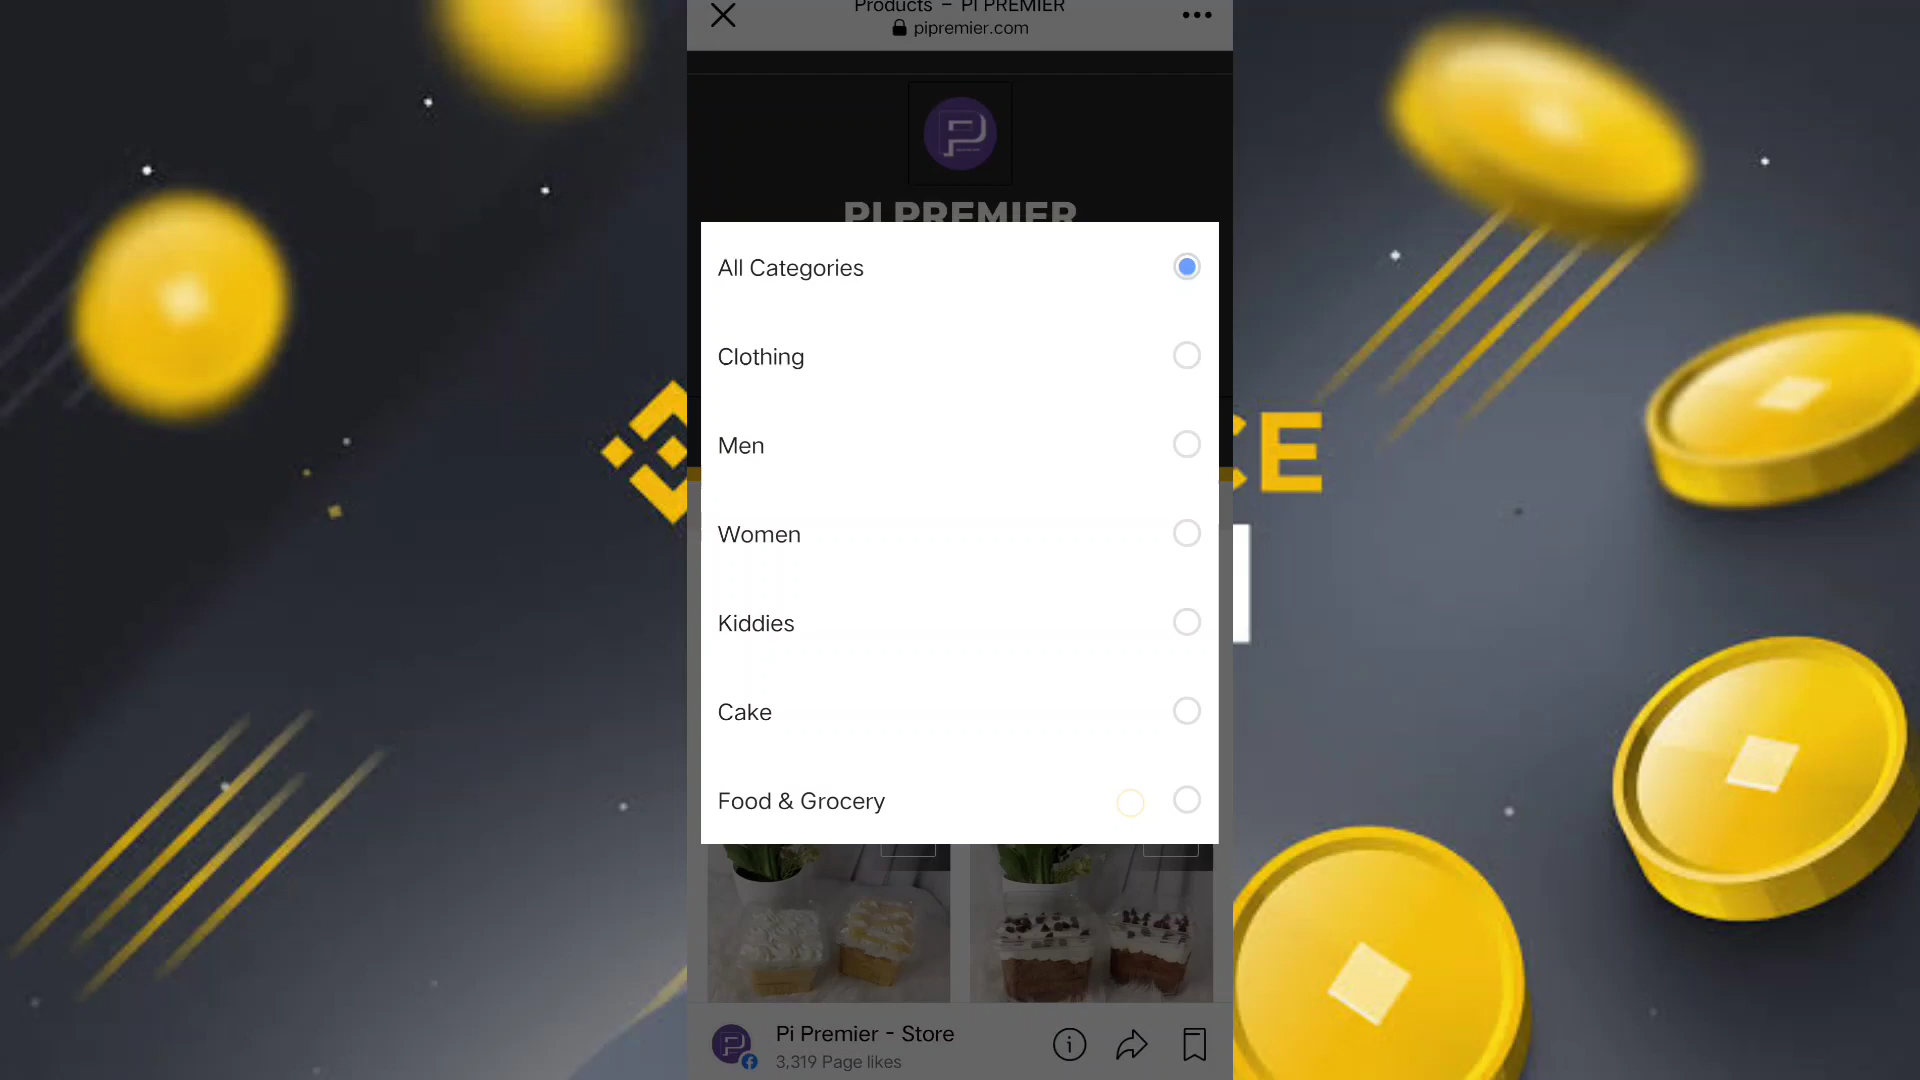 Products – PI PREMIER
pipremier.com
PI PREMIER
All Categories
Clothing
Men
Women
Kiddies
Cake
Food & Grocery
CE
Pi Premier - Store
3,319 Page likes